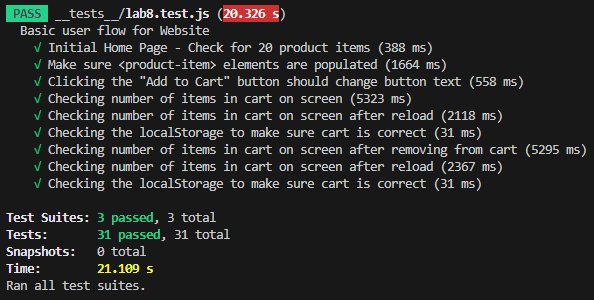 PASS __tests__/lab8.test.js (20.326 s)
Basic user flow for Website
√ Initial Home Page - Check for 20 product items (388 ms)
√ Make sure <product-item> elements are populated (1664 ms)
√ Clicking the "Add to Cart" button should change button text (558 ms)
√ Checking number of items in cart on screen (5323 ms)
√ Checking number of items in cart on screen after reload (2118 ms)
√ Checking the localStorage to make sure cart is correct (31 ms)
√ Checking number of items in cart on screen after removing from cart (5295 ms)
√ Checking number of items in cart on screen after reload (2367 ms)
√ Checking the localStorage to make sure cart is correct (31 ms)
Test Suites: 3 passed, 3 total
Tests: 31 passed, 31 total
Snapshots: 0 total
Time: 21.109 s
Ran all test suites.